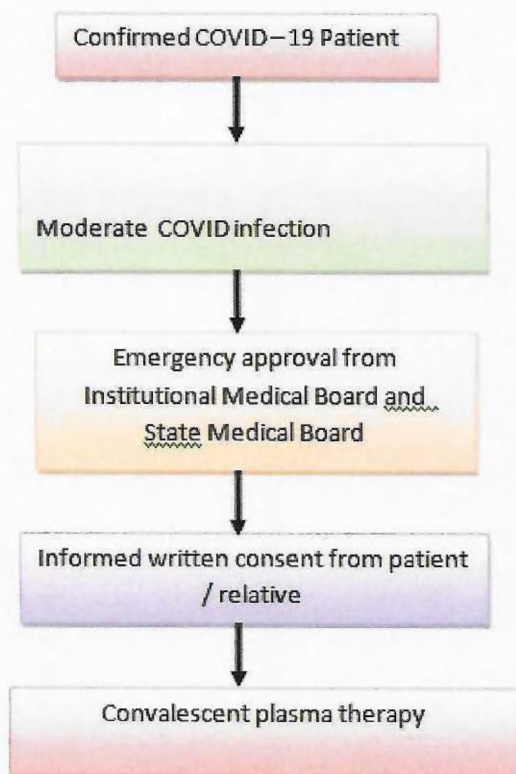 Confirmed COVID – 19 Patient
Moderate COVID infection
Emergency approval from
Institutional Medical Board and
State Medical Board
Informed written consent from patient
/ relative
Convalescent plasma therapy